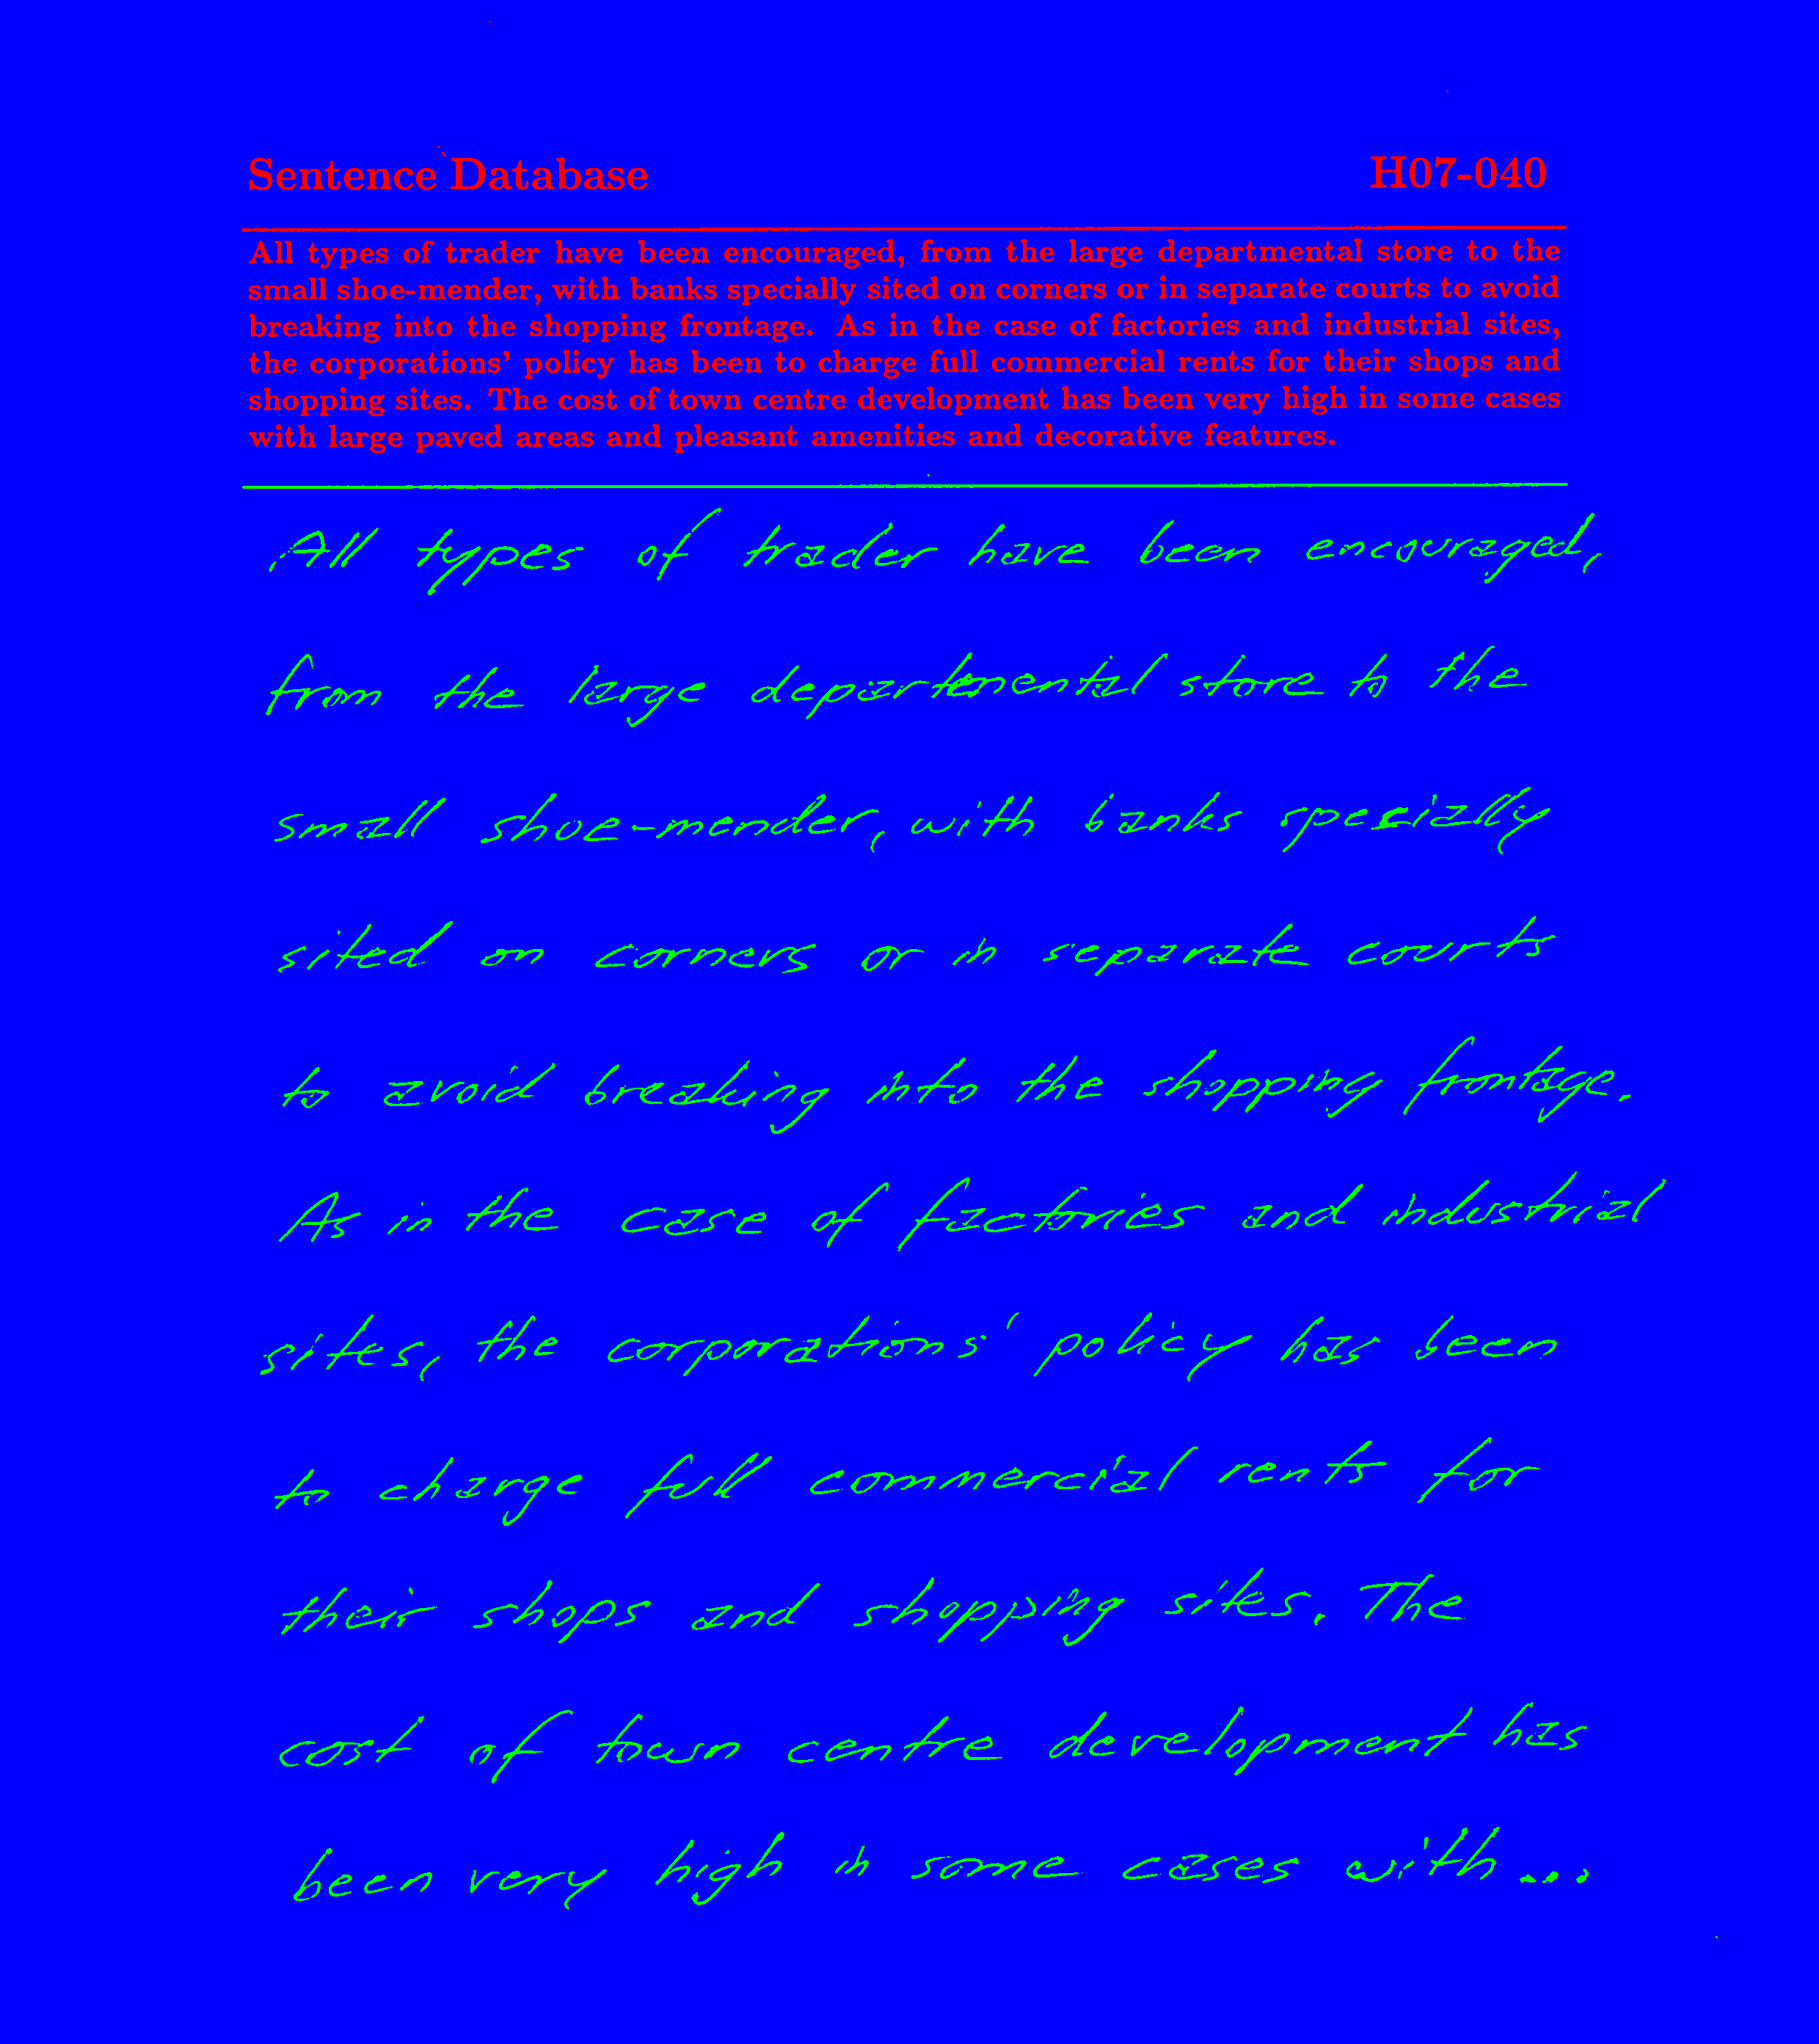 Sentence Database H07-040
All types of trader have been encouraged, from the large departmental store to the
small shoe-mender, with banks specially sited on corners or in separate courts to avoid
breaking into the shopping frontage. As in the case of factories and industrial sites,
the corporations' policy has been to charge full commercial rents for their shops and
shopping sites. The cost of town centre development has been very high in some cases
with large paved areas and pleasant amenities and decorative features.
All types of trader have been encouraged,
from the large departmental store to the
small shoe-mender, with banks specially
sited on corners or in separate courts
to avoid breaking into the shopping frontage.
As in the case of factories and industrial
sites, the corporations' policy has been
to charge full commercial rents for
their shops and shopping sites. The
cost of town centre development has
been very high in some cases with...